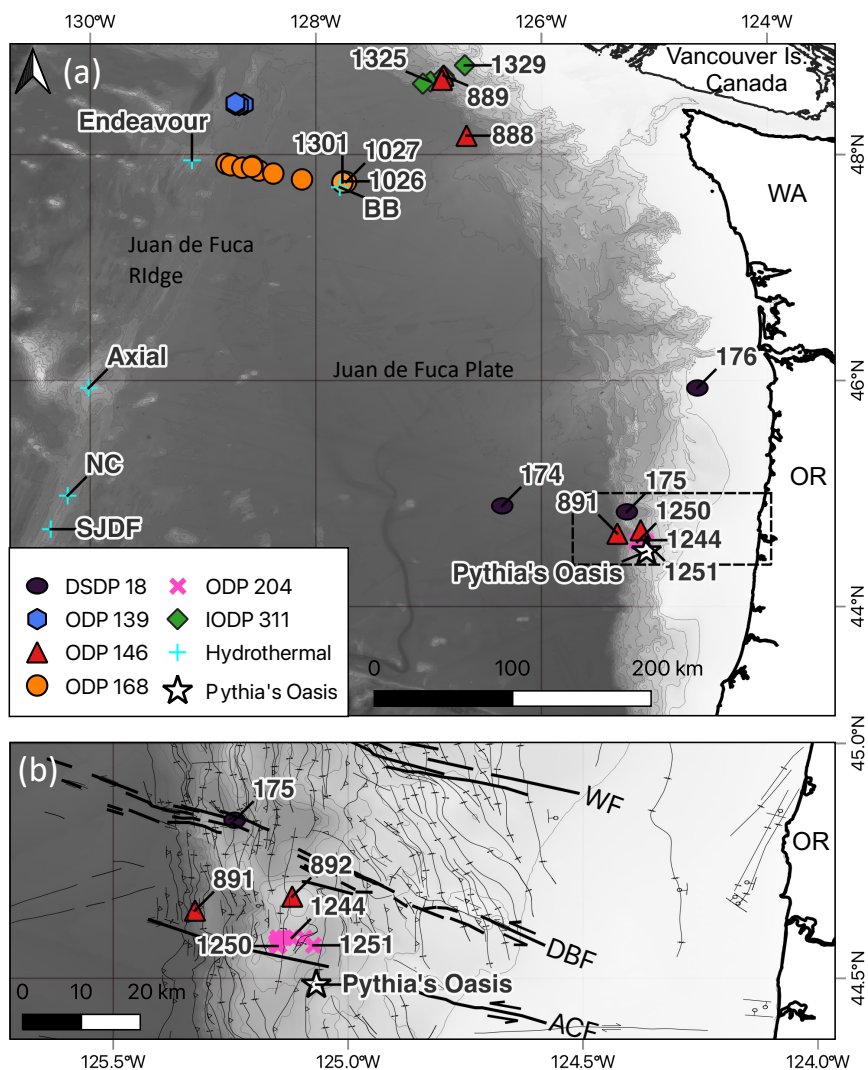 130°W 128°W 126°W 124°W
(a)
1325
1329
889
Vancouver Is.
Canada
Endeavour
888
1301
1027
1026
BB
48°N
WA
Juan de Fuca
RIdge
Axial
Juan de Fuca Plate
176
46°N
NC
SJDF
174
175
OR
891
1250
1244
Pythia's Oasis
1251
44°N
DSDP 18
ODP 139
ODP 146
ODP 168
ODP 204
IODP 311
Hydrothermal
Pythia's Oasis
0 100 200 km
(b)
45.0°N
175
WF
OR
891
892
1244
1250
1251
DBF
Pythia's Oasis
44.5°N
0 10 20 km
ACF
125.5°W 125.0°W 124.5°W 124.0°W